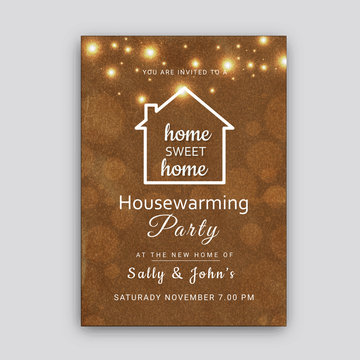 YOU ARE INVITED TO A
home
SWEET
home
Housewarming
Party
AT THE NEW HOME OF
Sally & John's
SATURADY NOVEMBER 7.00 PM